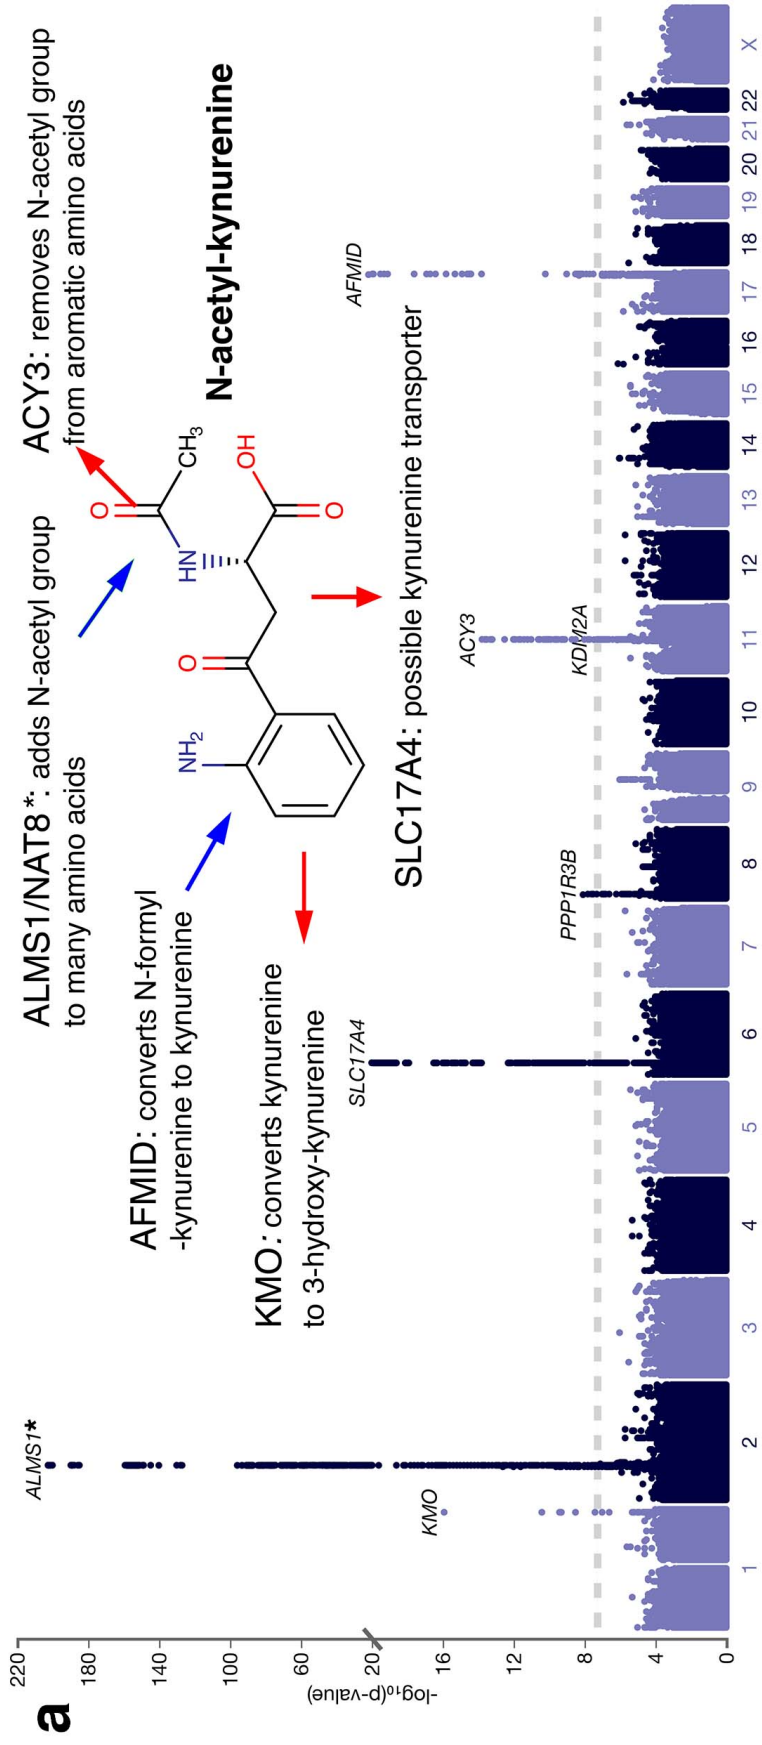 a
ALMS1/NAT8*: adds N-acetyl group
to many amino acids
ACY3: removes N-acetyl group
from aromatic amino acids
AFMID: converts N-formyl
-kynurenine to kynurenine
KMO: converts kynurenine
to 3-hydroxy-kynurenine
NH2
O
HN
O
CH3
OH
O
N-acetyl-kynurenine
SLC17A4: possible kynurenine transporter
-log10(p-value)
220
180
140
100
60
20
16
12
8
4
0
KMO
ALMS1*
SLC17A4
PPP1R3B
ACY3
KDM2A
AFMID
1 2 3 4 5 6 7 8 9 10 11 12 13 14 15 16 17 18 19 20 21 22 X